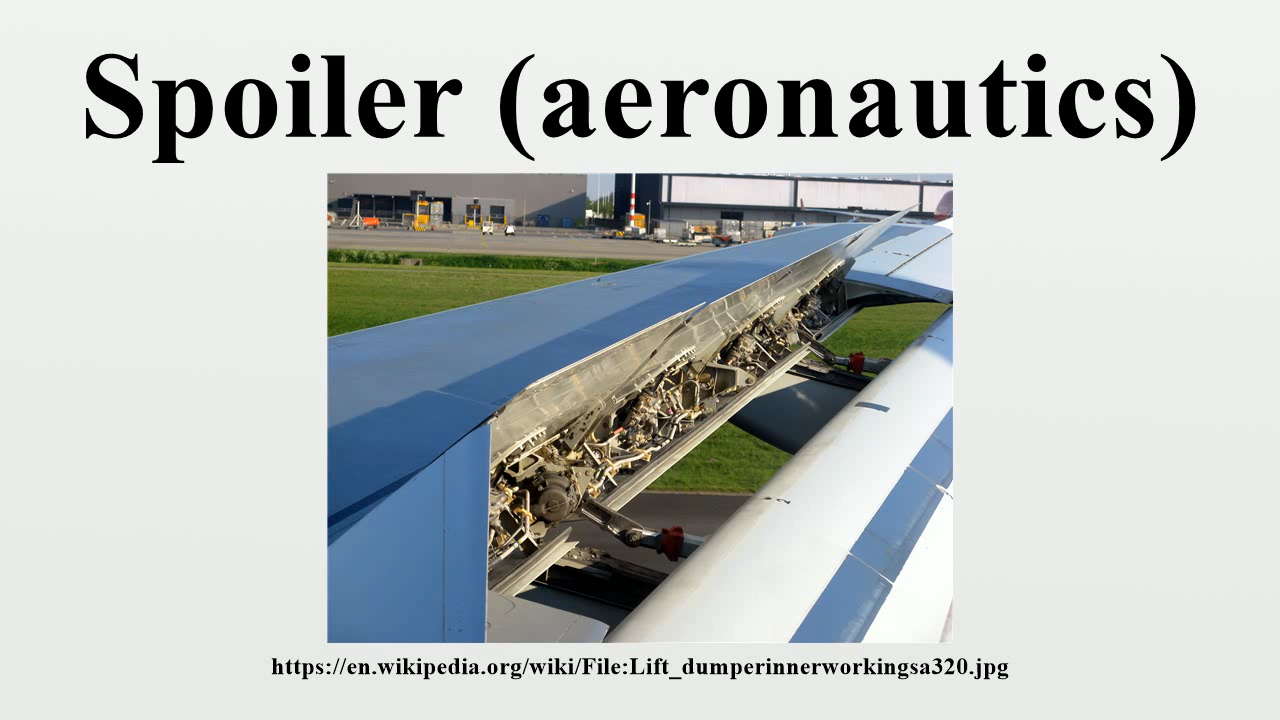 Spoiler (aeronautics)
https://en.wikipedia.org/wiki/File:Lift_dumperinnerworkingsa320.jpg